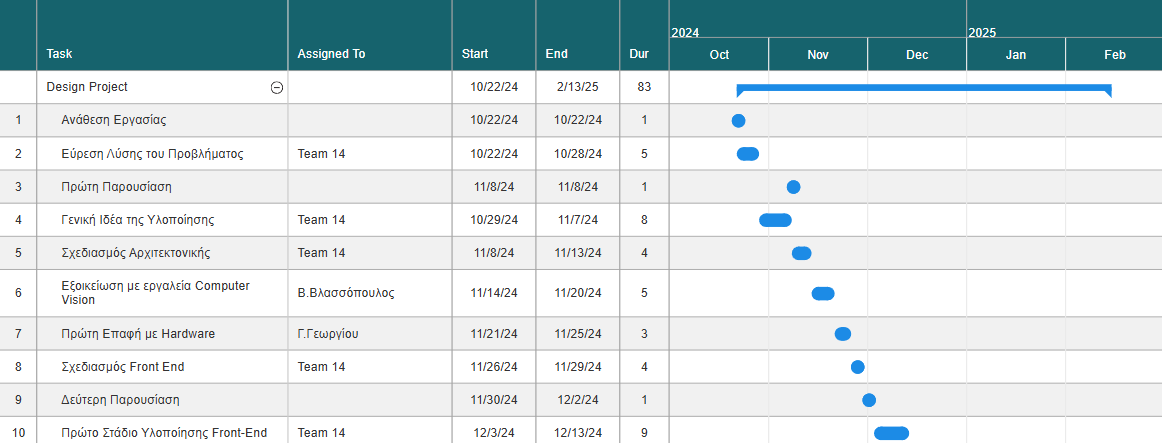 2024 2025
Task Assigned To Start End Dur Oct Nov Dec Jan Feb
Design Project 10/22/24 2/13/25 83
1 Ανάθεση Εργασίας 10/22/24 10/22/24 1
2 Εύρεση Λύσης του Προβλήματος Team 14 10/22/24 10/28/24 5
3 Πρώτη Παρουσίαση 11/8/24 11/8/24 1
4 Γενική Ιδέα της Υλοποίησης Team 14 10/29/24 11/7/24 8
5 Σχεδιασμός Αρχιτεκτονικής Team 14 11/8/24 11/13/24 4
6 Εξοικείωση με εργαλεία Computer
Vision Β.Βλασσόπουλος 11/14/24 11/20/24 5
7 Πρώτη Επαφή με Hardware Γ.Γεωργίου 11/21/24 11/25/24 3
8 Σχεδιασμός Front End Team 14 11/26/24 11/29/24 4
9 Δεύτερη Παρουσίαση 11/30/24 12/2/24 1
10 Πρώτο Στάδιο Υλοποίησης Front-End Team 14 12/3/24 12/13/24 9